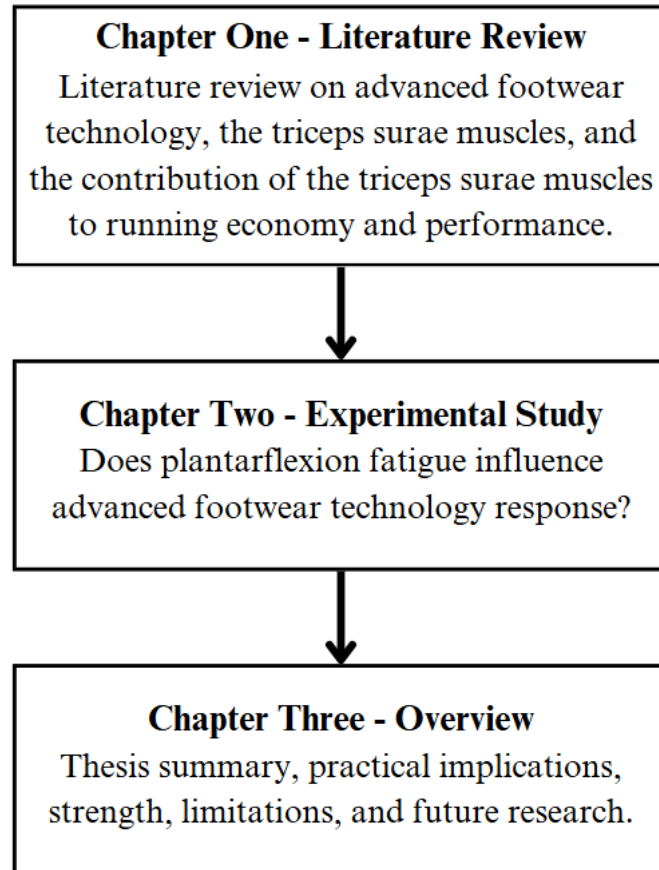 Chapter One - Literature Review
Literature review on advanced footwear
technology, the triceps surae muscles, and
the contribution of the triceps surae muscles
to running economy and performance.
Chapter Two - Experimental Study
Does plantarflexion fatigue influence
advanced footwear technology response?
Chapter Three - Overview
Thesis summary, practical implications,
strength, limitations, and future research.